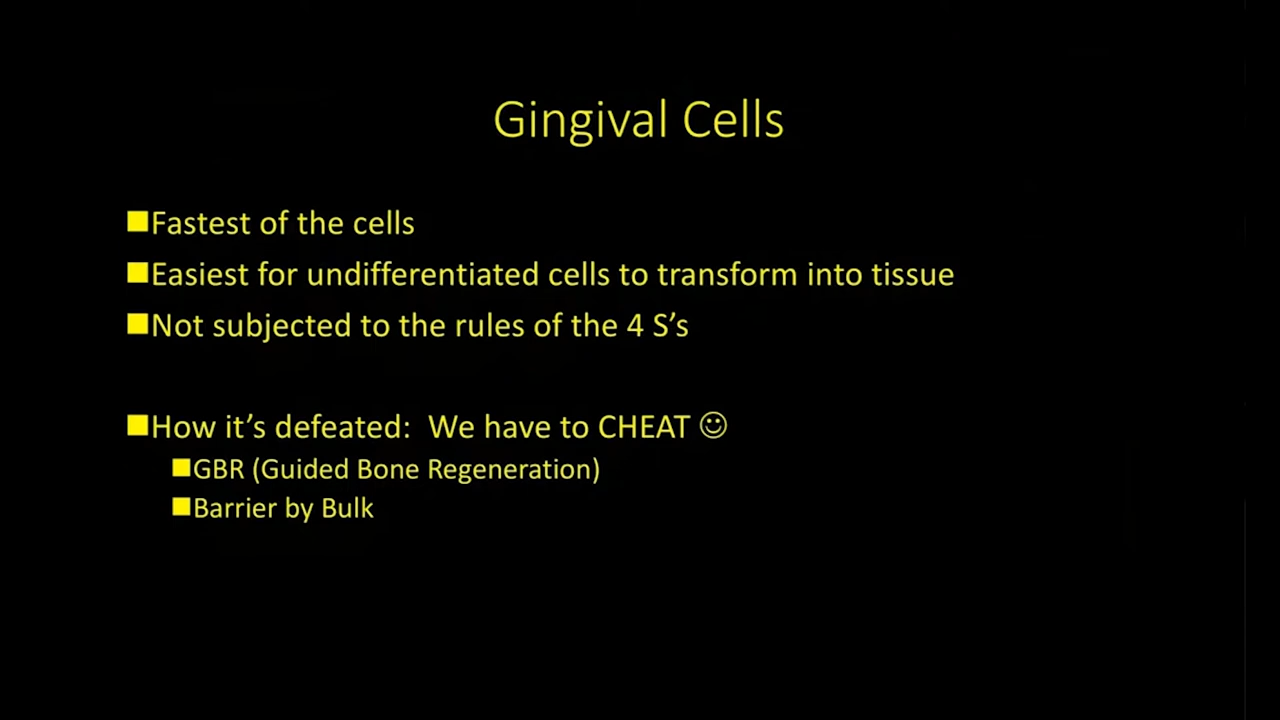 Gingival Cells
■Fastest of the cells
■Easiest for undifferentiated cells to transform into tissue
■Not subjected to the rules of the 4 S’s
■How it’s defeated:  We have to CHEAT ☺
■GBR (Guided Bone Regeneration)
■Barrier by Bulk